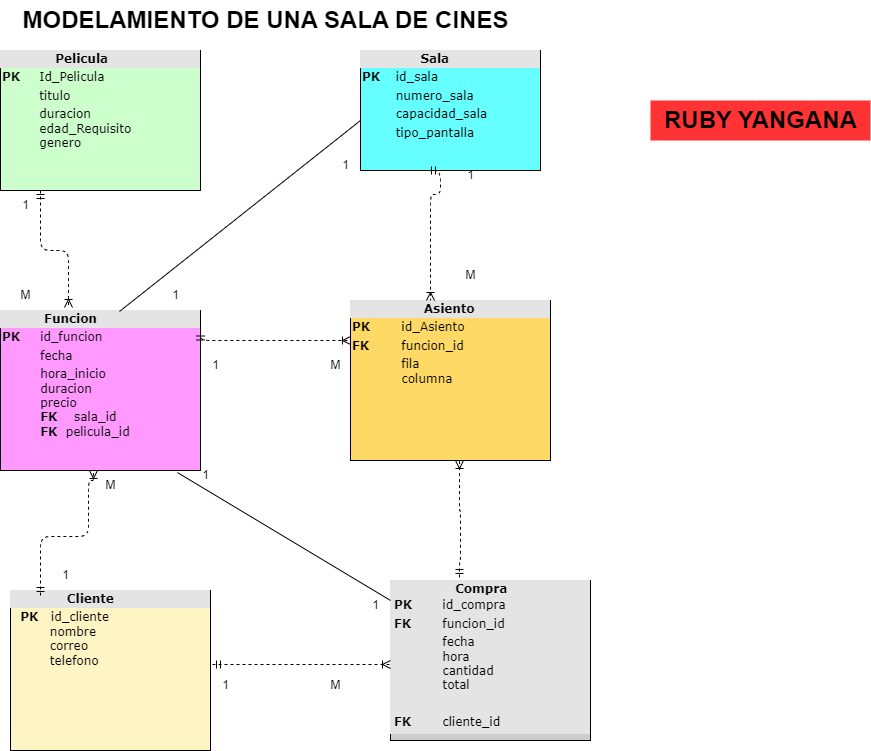 MODELAMIENTO DE UNA SALA DE CINES
Pelicula
PK Id_Pelicula
titulo
duracion
edad_Requisito
genero
Sala
PK id_sala
numero_sala
capacidad_sala
tipo_pantalla
RUBY YANGANA
1
1
1
M
1
M
Funcion
PK id_funcion
fecha
hora_inicio
duracion
precio
FK sala_id
FK pelicula_id
1
M
Asiento
PK id_Asiento
FK funcion_id
fila
columna
M
1
1
1
Cliente
PK id_cliente
nombre
correo
telefono
1
M
Compra
PK id_compra
FK funcion_id
fecha
hora
cantidad
total
FK cliente_id